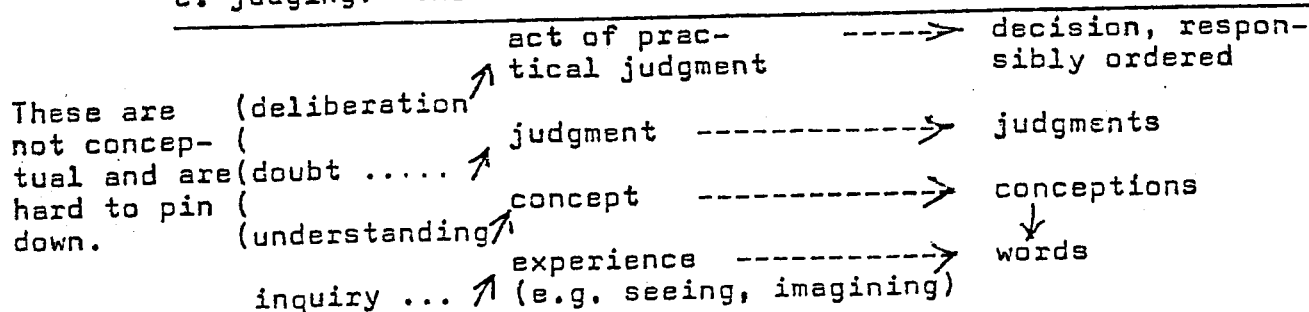 c. judging.
act of prac- -----> decision, respon-
tical judgment sibly ordered
These are (deliberation
not concep- ( judgment ------------> judgments
tual and are(doubt .....
hard to pin ( concept ------------> conceptions
down. (understanding
experience -----------> words
inquiry ... (e.g. seeing, imagining)